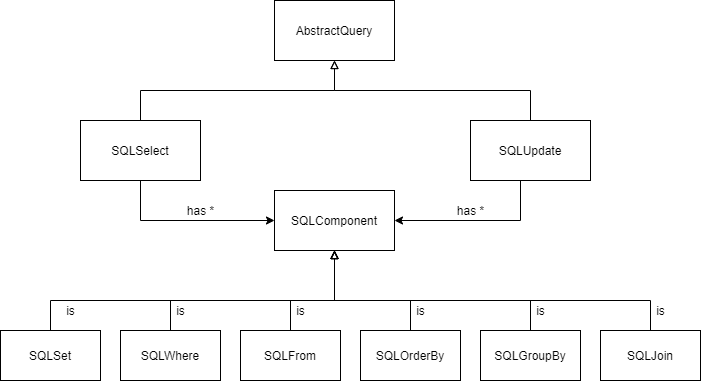 AbstractQuery
SQLSelect
SQLUpdate
has *
has *
SQLComponent
is
is
is
is
is
is
SQLSet
SQLWhere
SQLFrom
SQLOrderBy
SQLGroupBy
SQLJoin